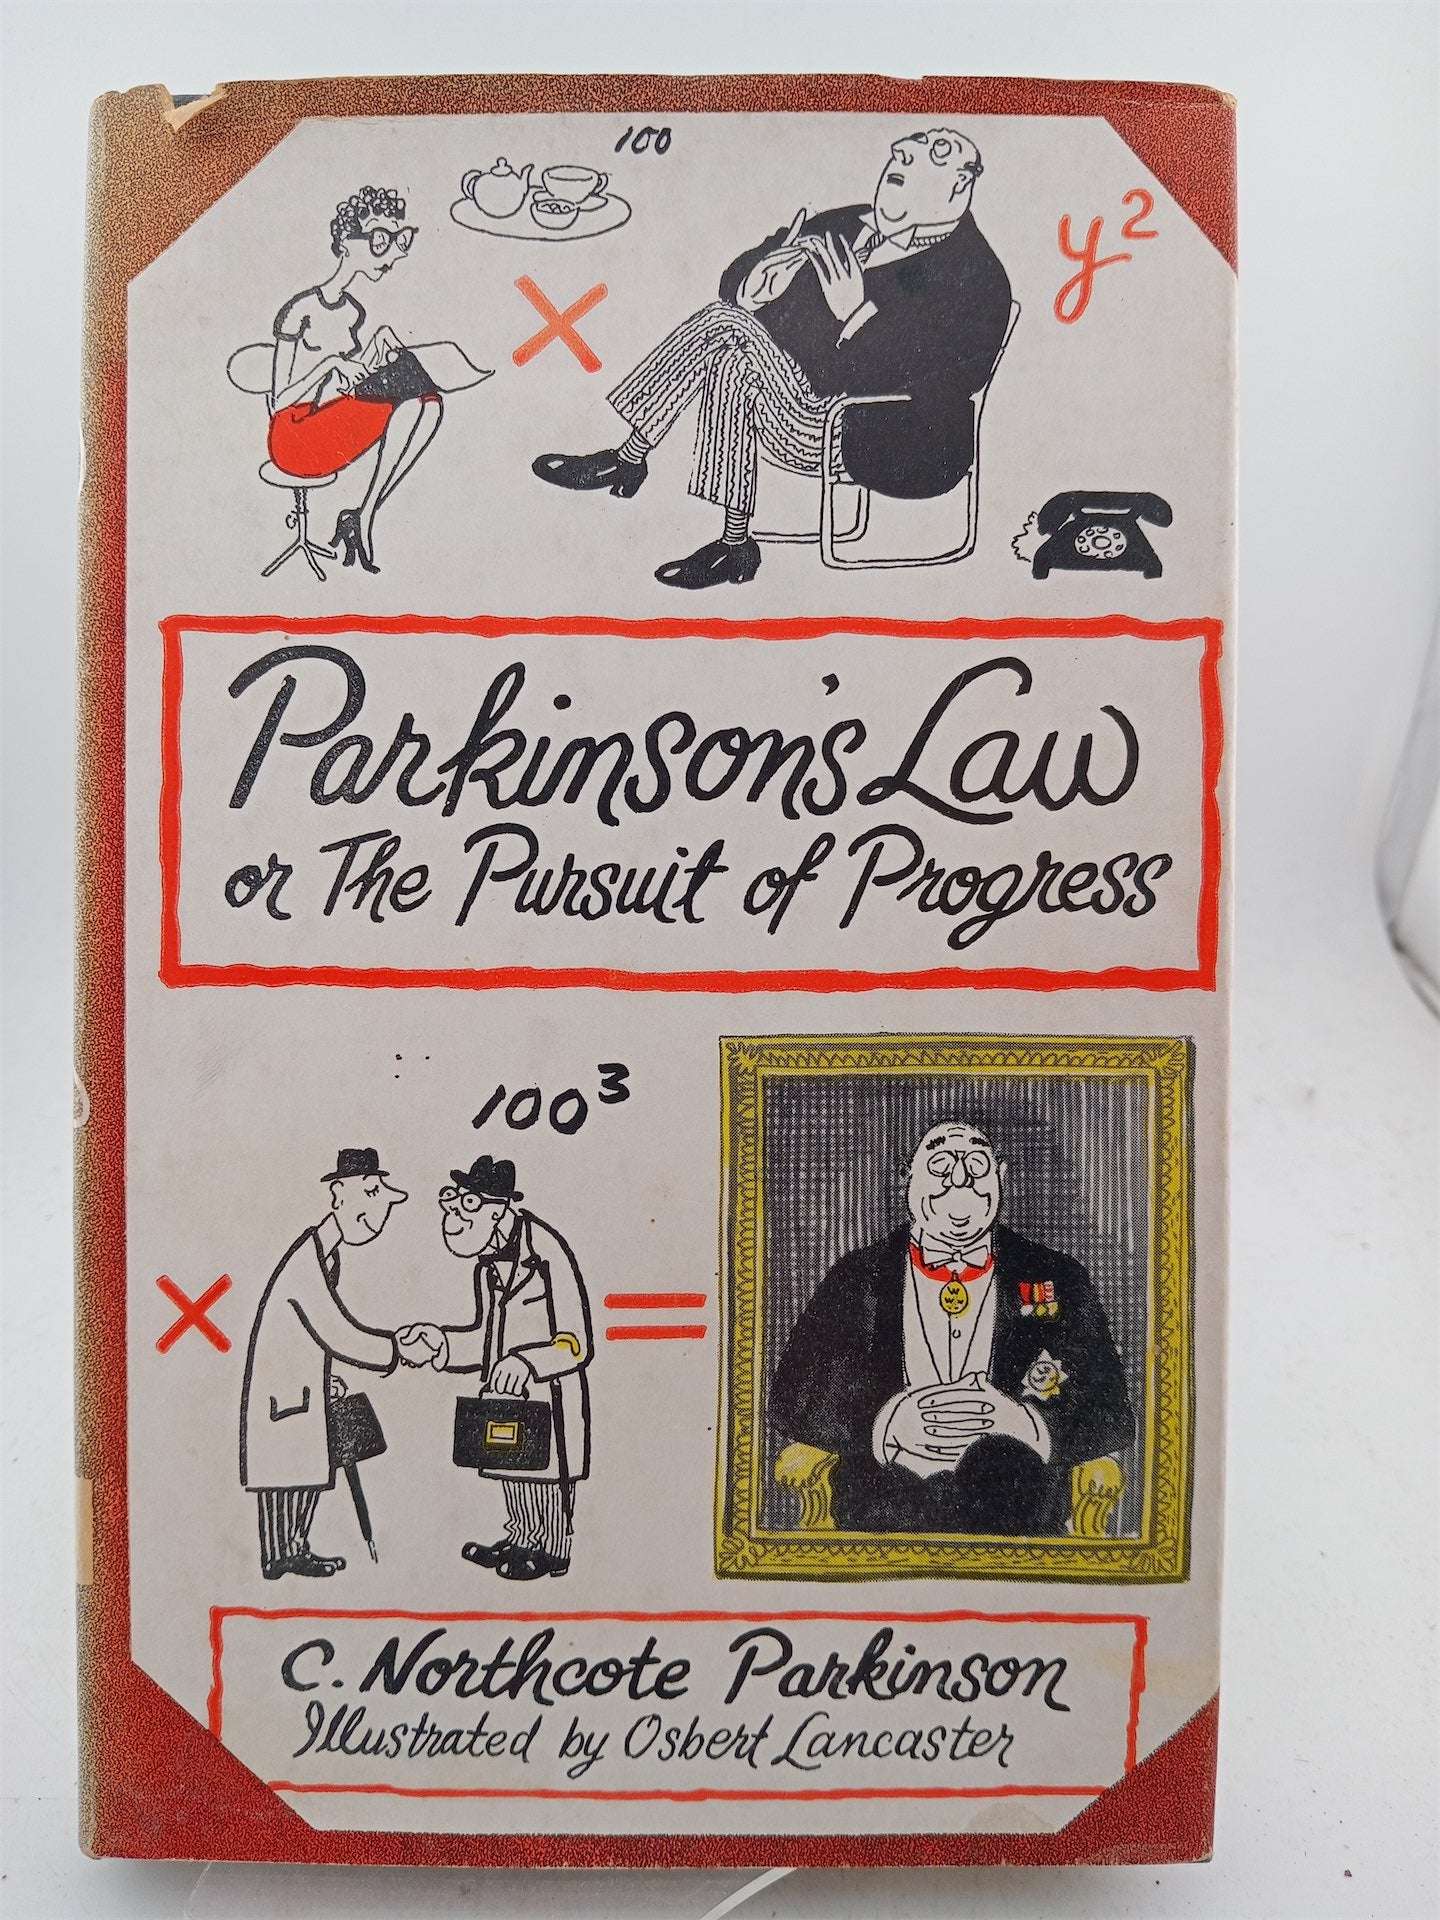 100
×
y²
Parkinson's Law
or The Pursuit of Progress
100³
×
=
C. Northcote Parkinson
Illustrated by Osbert Lancaster